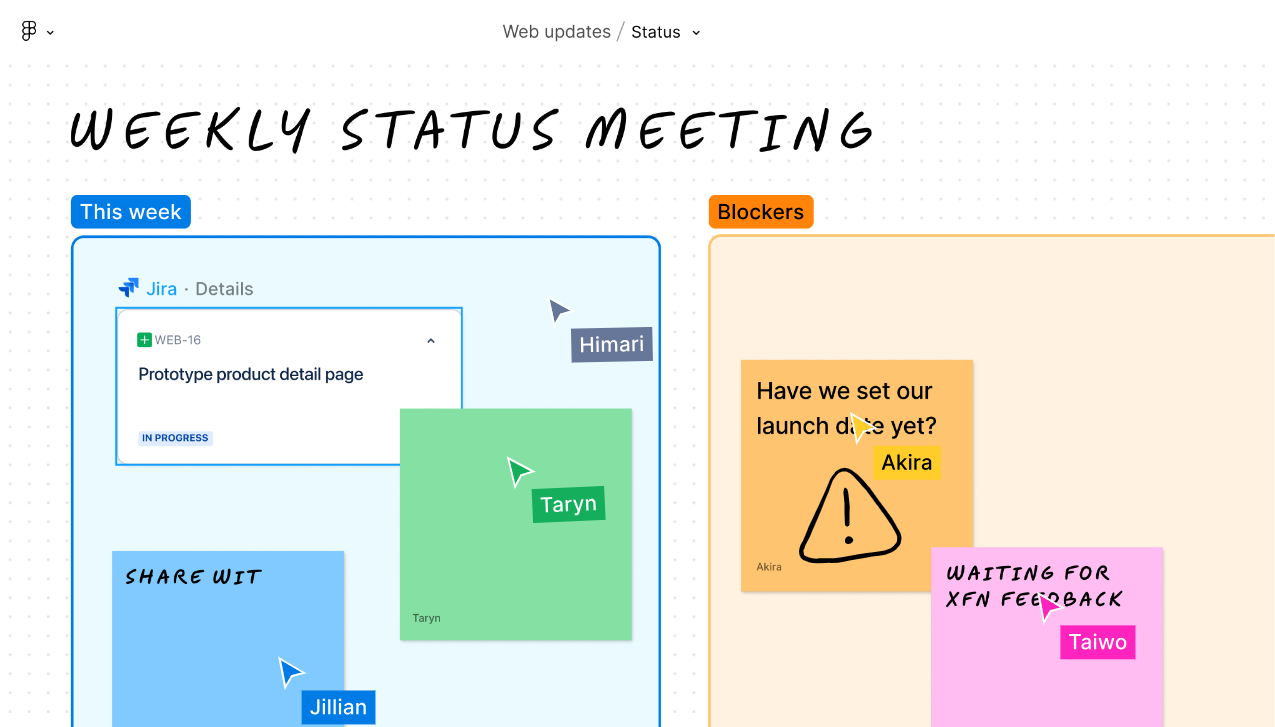 Web updates / Status
WEEKLY STATUS MEETING
This week
Jira · Details
WEB-16
Prototype product detail page
IN PROGRESS
Himari
Taryn
Taryn
SHARE WIT
Jillian
Blockers
Have we set our
launch date yet?
Akira
Akira
WAITING FOR
XFN FEEDBACK
Taiwo